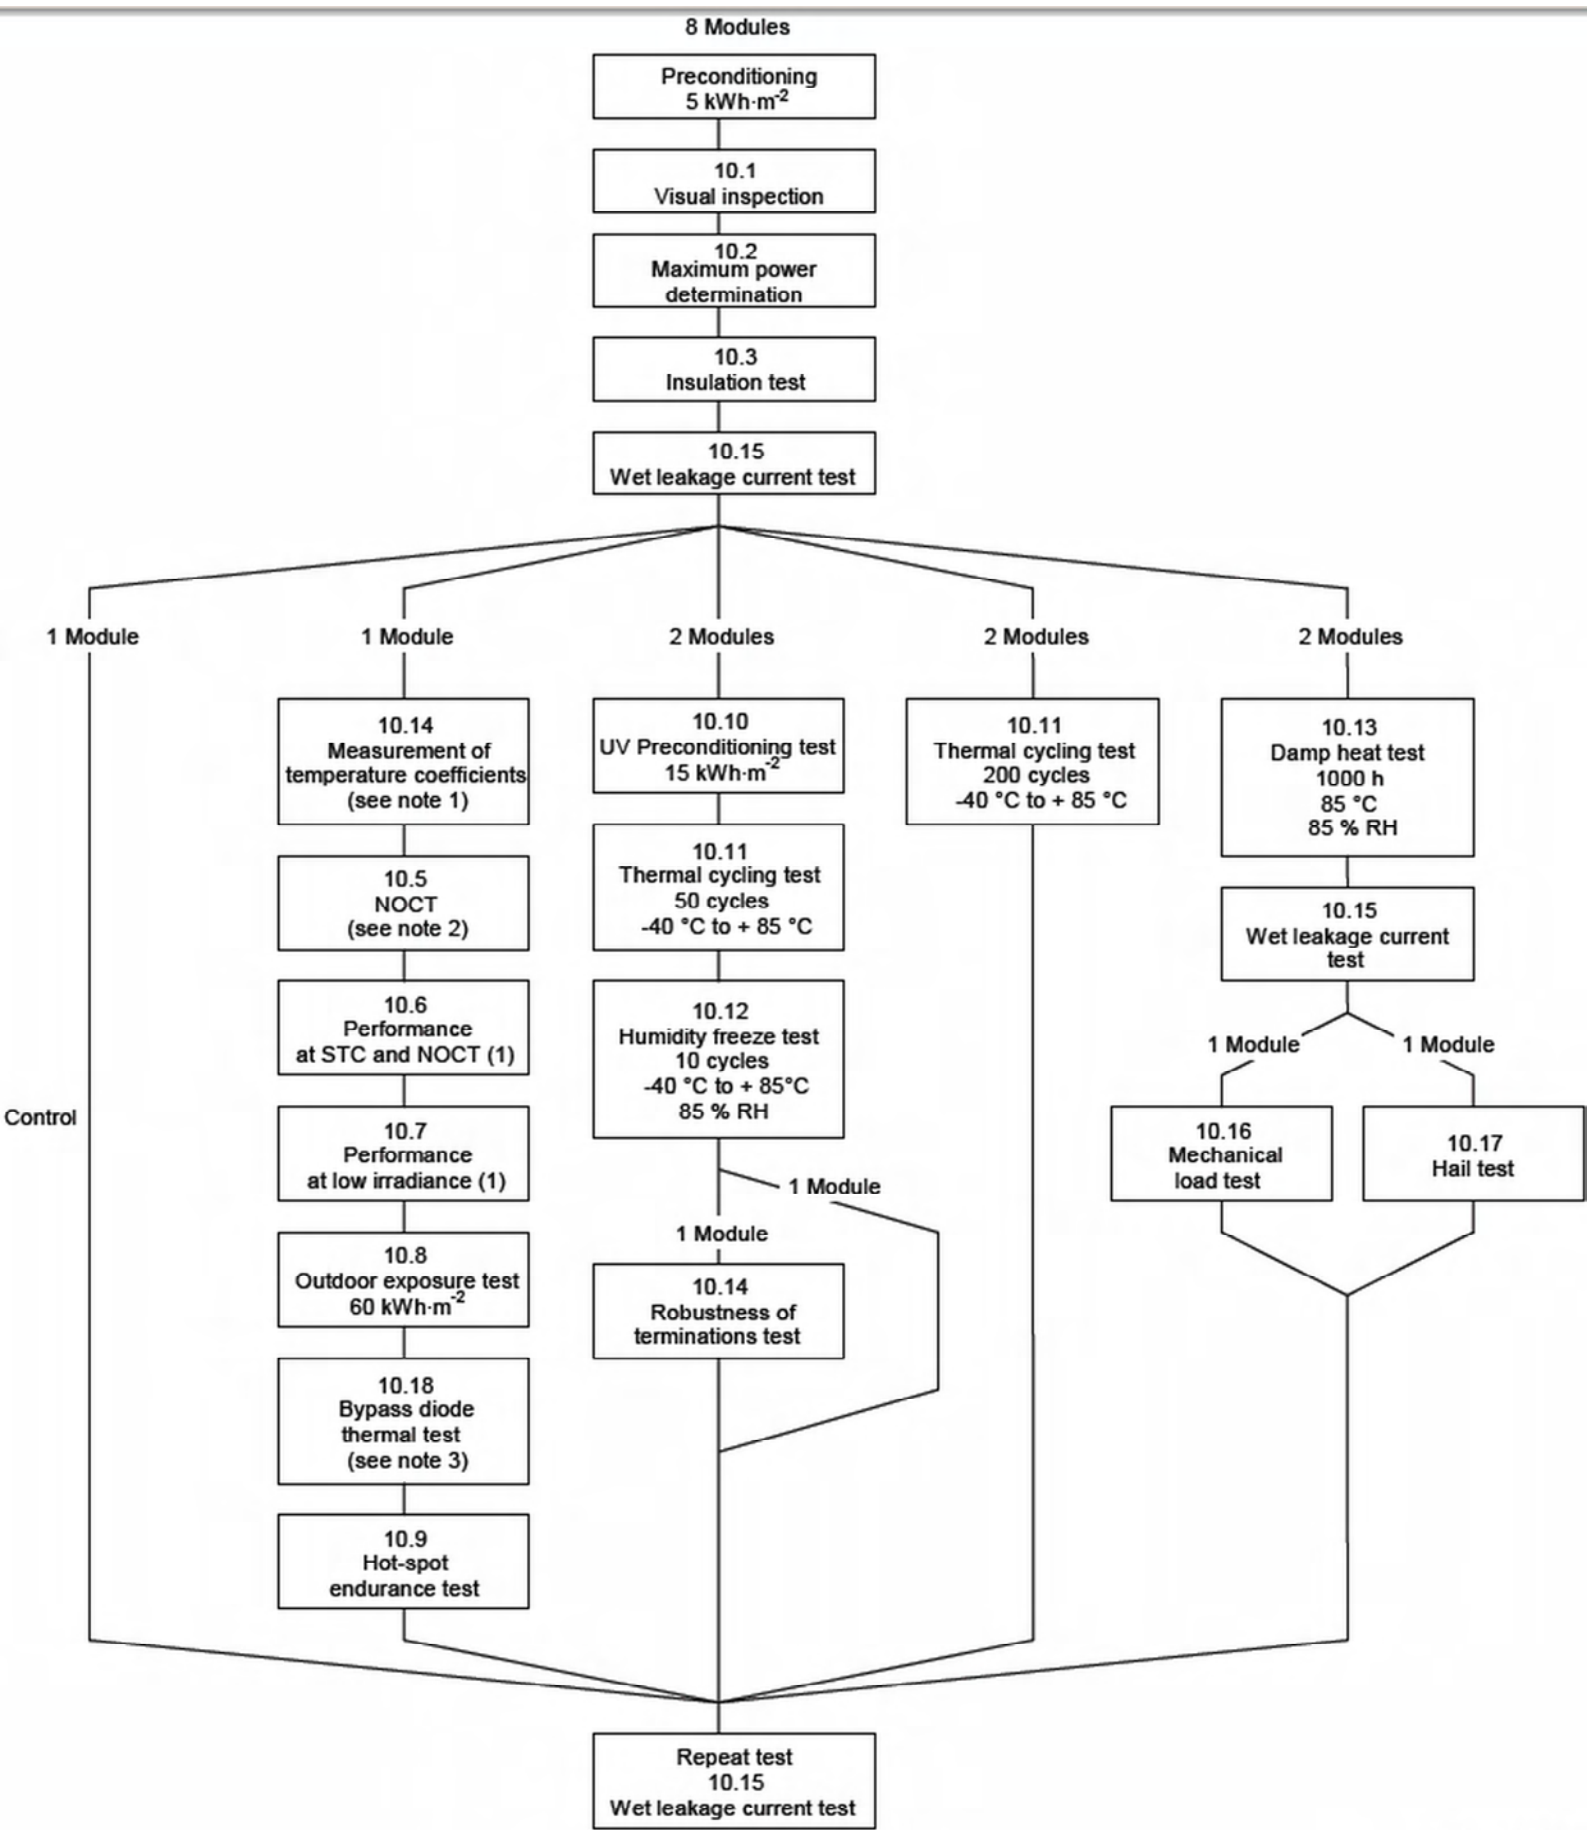 8 Modules
Preconditioning
5 kWh·m-2
10.1
Visual inspection
10.2
Maximum power
determination
10.3
Insulation test
10.15
Wet leakage current test
1 Module
1 Module
2 Modules
2 Modules
2 Modules
Control
10.14
Measurement of
temperature coefficients
(see note 1)
10.5
NOCT
(see note 2)
10.6
Performance
at STC and NOCT (1)
10.7
Performance
at low irradiance (1)
10.8
Outdoor exposure test
60 kWh·m-2
10.18
Bypass diode
thermal test
(see note 3)
10.9
Hot-spot
endurance test
10.10
UV Preconditioning test
15 kWh·m-2
10.11
Thermal cycling test
50 cycles
-40 °C to + 85 °C
10.12
Humidity freeze test
10 cycles
-40 °C to + 85°C
85 % RH
1 Module
1 Module
10.14
Robustness of
terminations test
10.11
Thermal cycling test
200 cycles
-40 °C to + 85 °C
10.13
Damp heat test
1000 h
85 °C
85 % RH
10.15
Wet leakage current
test
1 Module
1 Module
10.16
Mechanical
load test
10.17
Hail test
Repeat test
10.15
Wet leakage current test